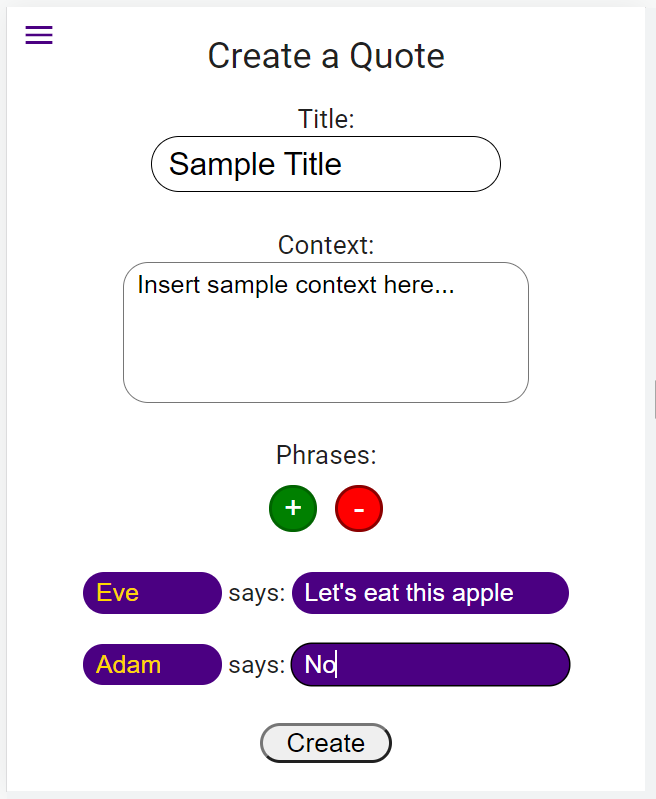 Create a Quote
Title:
Sample Title
Context:
Insert sample context here...
Phrases:
+ -
Eve says: Let's eat this apple
Adam says: No
Create